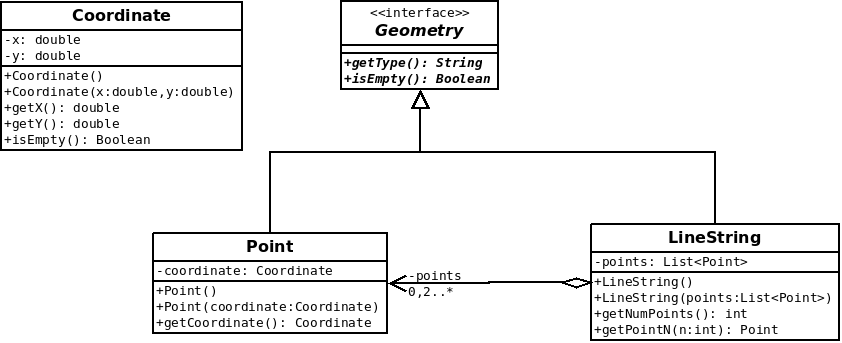 Coordinate
-x: double
-y: double
+Coordinate()
+Coordinate(x:double,y:double)
+getX(): double
+getY(): double
+isEmpty(): Boolean
<<interface>>
Geometry
+getType(): String
+isEmpty(): Boolean
Point
-coordinate: Coordinate
+Point()
+Point(coordinate:Coordinate)
+getCoordinate(): Coordinate
-points
0,2..*
LineString
-points: List<Point>
+LineString()
+LineString(points:List<Point>)
+getNumPoints(): int
+getPointN(n:int): Point